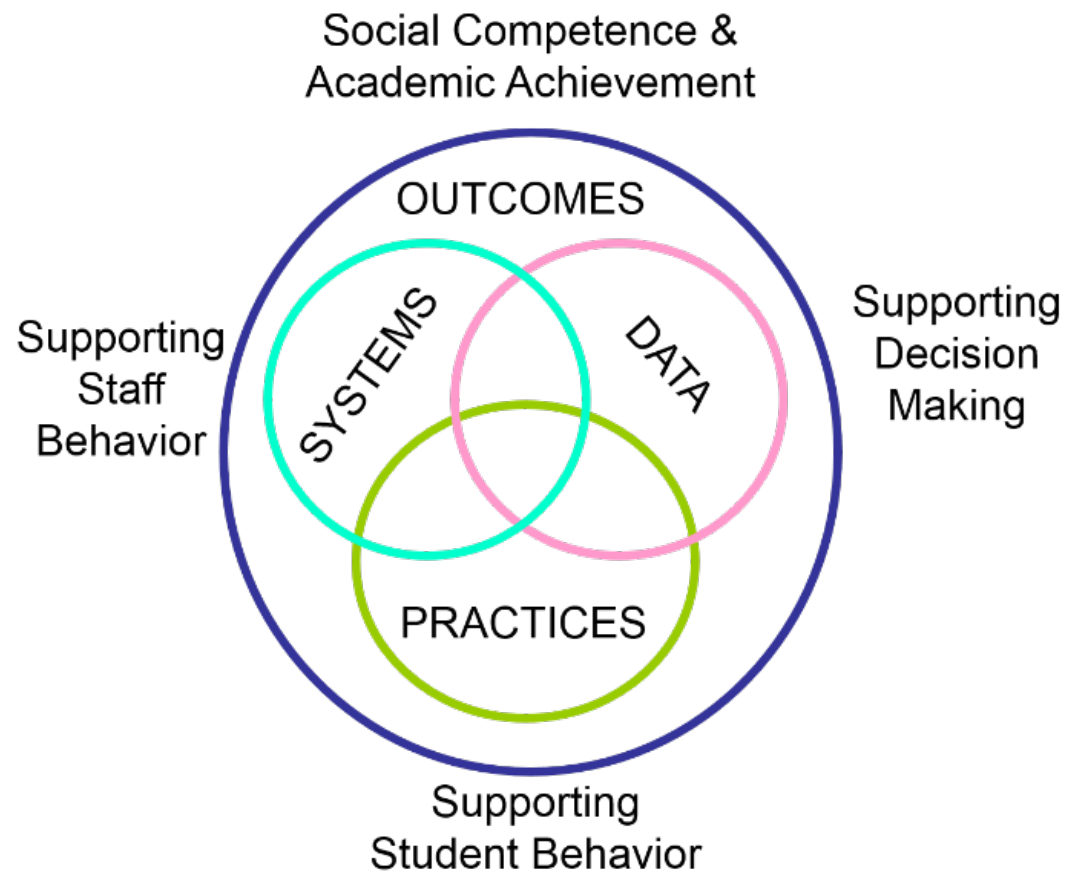 Social Competence &
Academic Achievement
OUTCOMES
Supporting
Staff
Behavior
SYSTEMS
DATA
Supporting
Decision
Making
PRACTICES
Supporting
Student Behavior